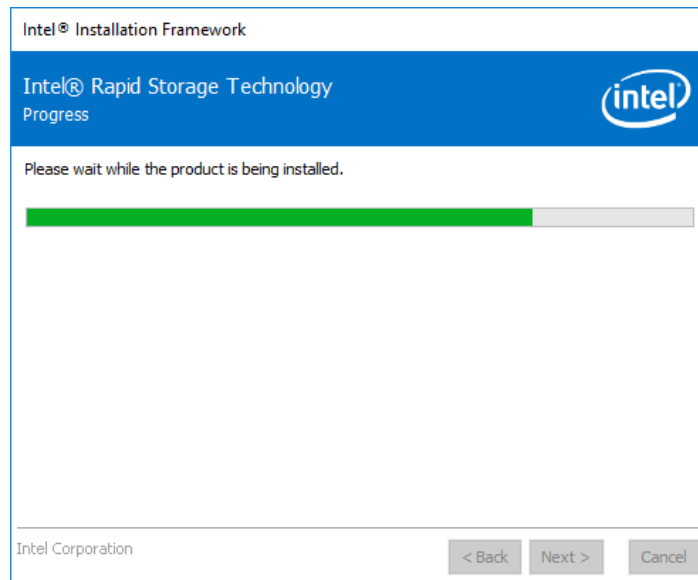 Intel® Installation Framework
Intel® Rapid Storage Technology
Progress
intel
Please wait while the product is being installed.
Intel Corporation
< Back Next > Cancel